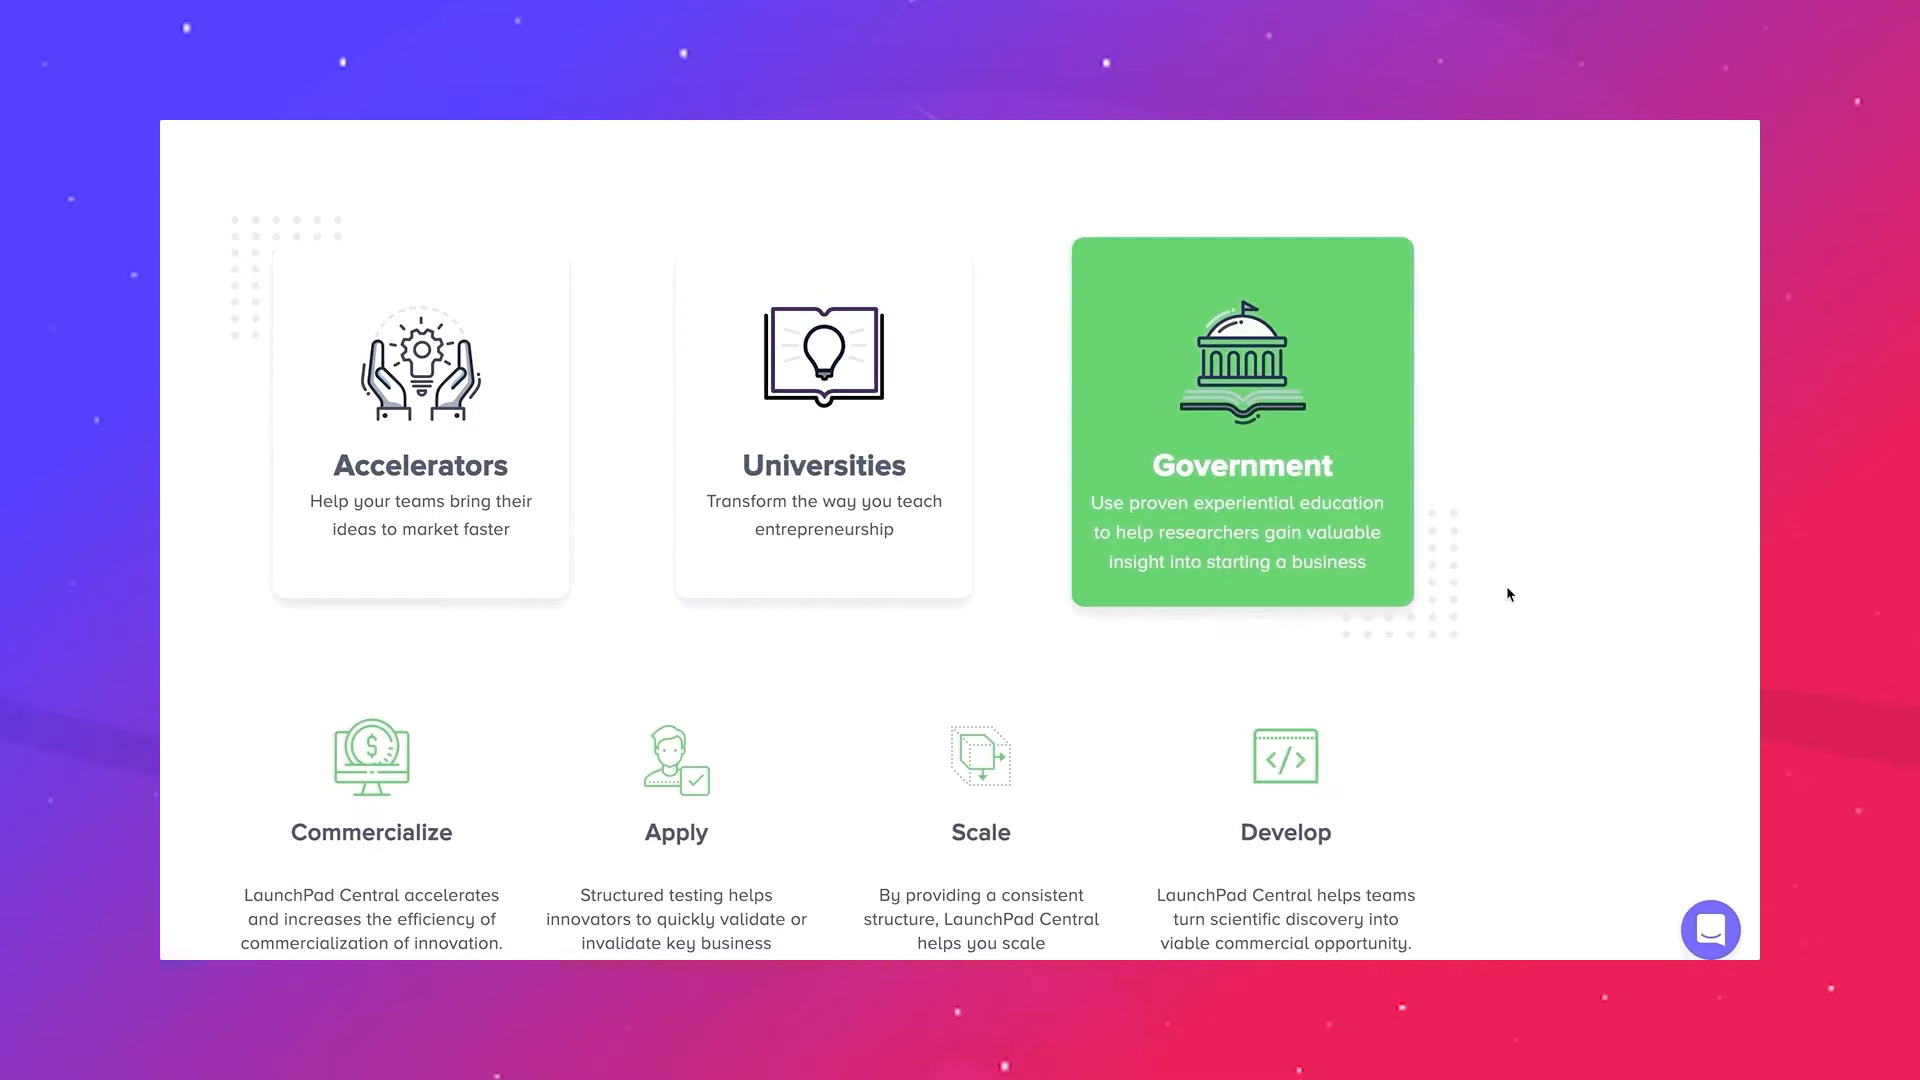 Accelerators
Help your teams bring their
ideas to market faster
Universities
Transform the way you teach
entrepreneurship
Government
Use proven experiential education
to help researchers gain valuable
insight into starting a business
Commercialize
LaunchPad Central accelerates
and increases the efficiency of
commercialization of innovation.
Apply
Structured testing helps
innovators to quickly validate or
invalidate key business
Scale
By providing a consistent
structure, LaunchPad Central
helps you scale
Develop
LaunchPad Central helps teams
turn scientific discovery into
viable commercial opportunity.